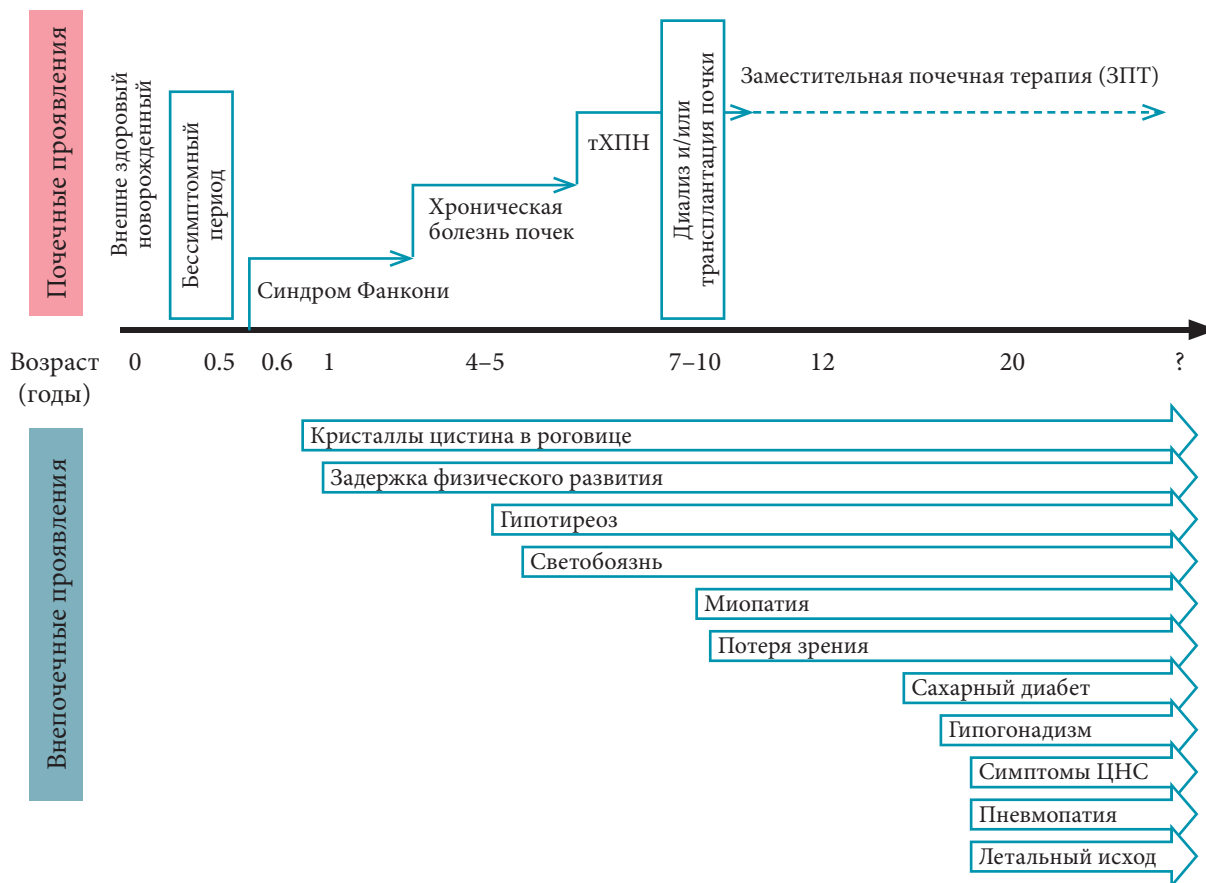 Почечные проявления
Внешне здоровый
новорожденный
Бессимптомный
период
Синдром Фанкони
Хроническая
болезнь почек
тХПН
Диализ и/или
трансплантация почки
Заместительная почечная терапия (ЗПТ)
Возраст
(годы)
0
0.5
0.6
1
4–5
7–10
12
20
?
Внепочечные проявления
Кристаллы цистина в роговице
Задержка физического развития
Гипотиреоз
Светобоязнь
Миопатия
Потеря зрения
Сахарный диабет
Гипогонадизм
Симптомы ЦНС
Пневмопатия
Летальный исход